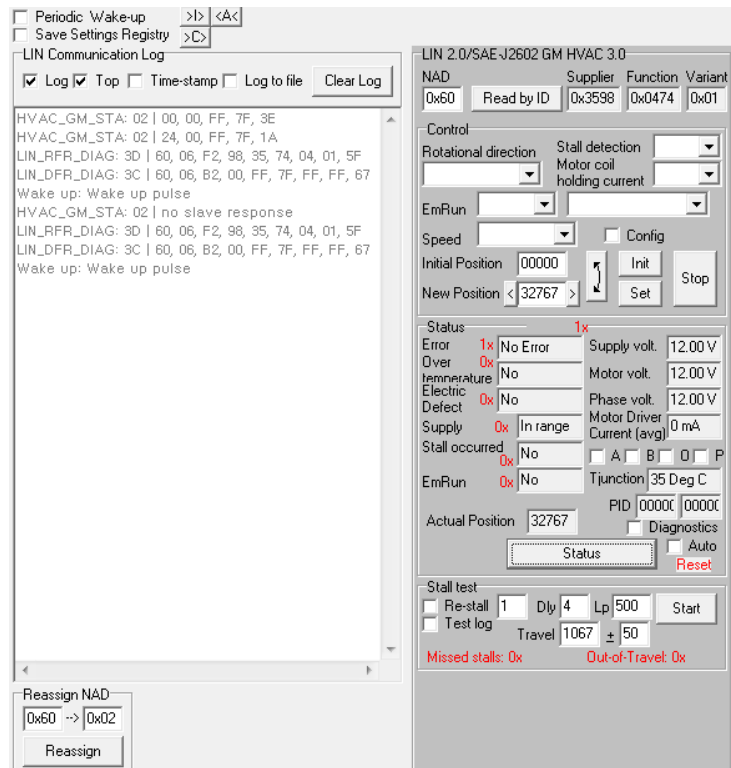 Periodic Wake-up >I> <A<
Save Settings Registry >C>
LIN Communication Log
Log Top Time-stamp Log to file Clear Log
HVAC_GM_STA: 02 | 00, 00, FF, 7F, 3E
HVAC_GM_STA: 02 | 24, 00, FF, 7F, 1A
LIN_RFR_DIAG: 3D | 60, 06, F2, 98, 35, 74, 04, 01, 5F
LIN_DFR_DIAG: 3C | 60, 06, B2, 00, FF, 7F, FF, FF, 67
Wake up: Wake up pulse
HVAC_GM_STA: 02 | no slave response
LIN_RFR_DIAG: 3D | 60, 06, F2, 98, 35, 74, 04, 01, 5F
LIN_DFR_DIAG: 3C | 60, 06, B2, 00, FF, 7F, FF, FF, 67
Wake up: Wake up pulse
Reassign NAD
0x60 --> 0x02
Reassign
LIN 2.0/SAE-J2602 GM HVAC 3.0
NAD Supplier Function Variant
0x60 Read by ID 0x3598 0x0474 0x01
Control
Rotational direction Stall detection
Motor coil
holding current
EmRun
Speed Config
Initial Position 00000 Init
Stop
New Position < 32767 > Set
Status 1x
Error 1x No Error Supply volt. 12.00 V
Over
temperature 0x No Motor volt. 12.00 V
Electric
Defect 0x No Phase volt. 12.00 V
Supply 0x In range Motor Driver
Current (avg) 0 mA
Stall occurred 0x No A B O P
EmRun 0x No Tjunction 35 Deg C
PID 0000 0000
Actual Position 32767 Diagnostics
Status Auto
Reset
Stall test
Re-stall 1 Dly 4 Lp 500 Start
Test log
Travel 1067 ± 50
Missed stalls: 0x Out-of-Travel: 0x